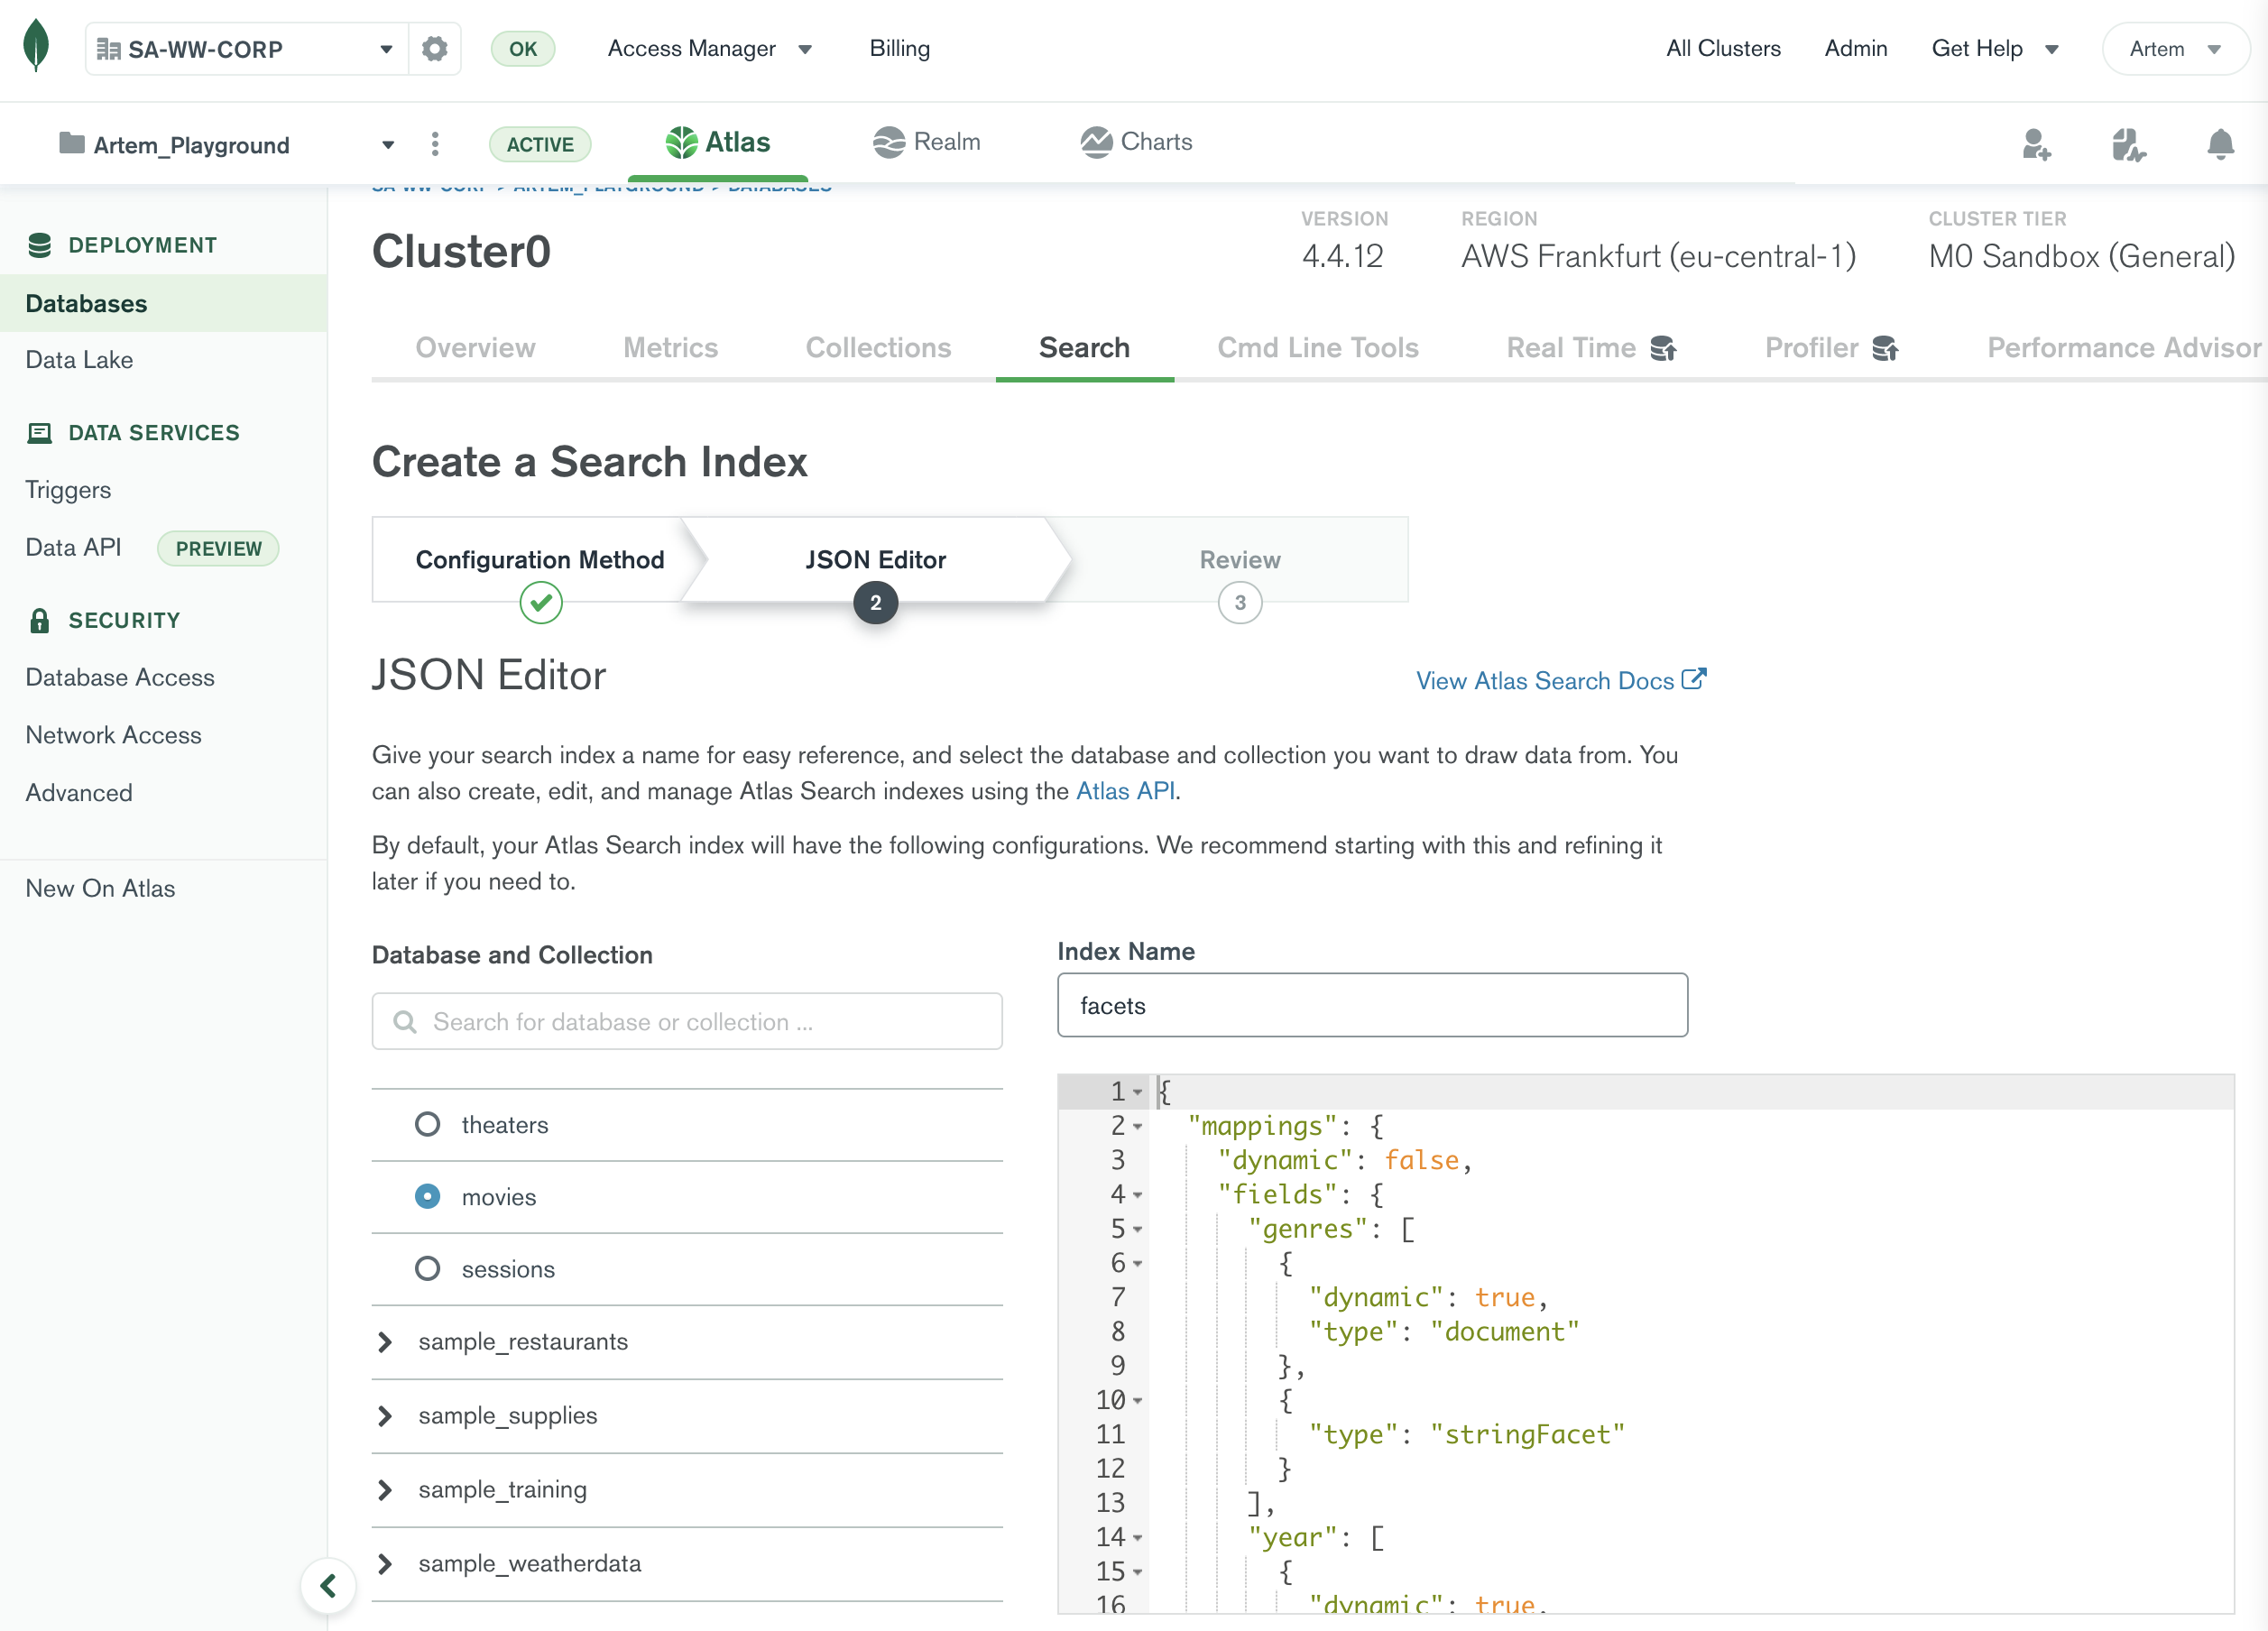 SA-WW-CORP
OK
Access Manager
Billing
All Clusters
Admin
Get Help
Artem
Artem_Playground
ACTIVE
Atlas
Realm
Charts
SA-WW-CORP > ARTEM_PLAYGROUND > DATABASES
DEPLOYMENT
Databases
Data Lake
DATA SERVICES
Triggers
Data API PREVIEW
SECURITY
Database Access
Network Access
Advanced
New On Atlas
Cluster0
VERSION
4.4.12
REGION
AWS Frankfurt (eu-central-1)
CLUSTER TIER
M0 Sandbox (General)
Overview
Metrics
Collections
Search
Cmd Line Tools
Real Time
Profiler
Performance Advisor
Create a Search Index
Configuration Method
JSON Editor
2
Review
3
JSON Editor
View Atlas Search Docs
Give your search index a name for easy reference, and select the database and collection you want to draw data from. You
can also create, edit, and manage Atlas Search indexes using the Atlas API.
By default, your Atlas Search index will have the following configurations. We recommend starting with this and refining it
later if you need to.
Database and Collection
Search for database or collection ...
theaters
movies
sessions
sample_restaurants
sample_supplies
sample_training
sample_weatherdata
Index Name
facets
1 {
2 "mappings": {
3 "dynamic": false,
4 "fields": {
5 "genres": [
6 {
7 "dynamic": true,
8 "type": "document"
9 },
10 {
11 "type": "stringFacet"
12 }
13 ],
14 "year": [
15 {
16 "dynamic": true,